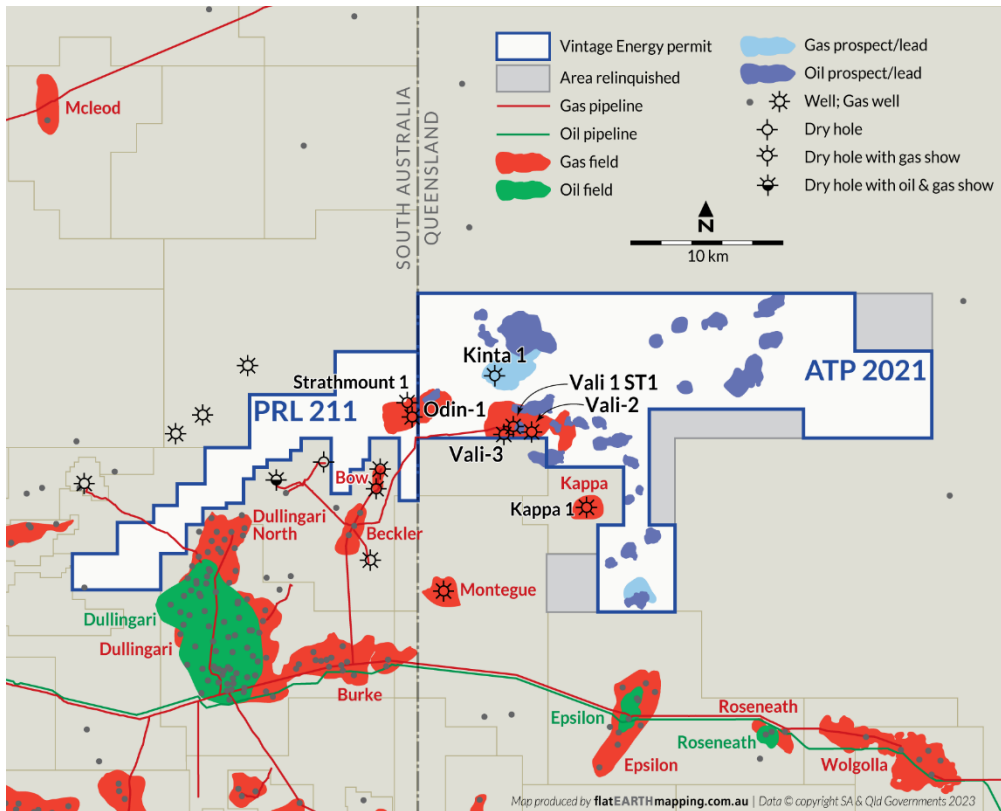 Vintage Energy permit
Area relinquished
Gas pipeline
Oil pipeline
Gas field
Oil field
Gas prospect/lead
Oil prospect/lead
Well; Gas well
Dry hole
Dry hole with gas show
Dry hole with oil & gas show
N
10 km
SOUTH AUSTRALIA
QUEENSLAND
Mcleod
Kinta 1
ATP 2021
Strathmount 1
Vali 1 ST1
PRL 211
Odin-1
Vali-2
Vali-3
Bow
Kappa
Kappa 1
Dullingari
North
Beckler
Montegue
Dullingari
Dullingari
Burke
Epsilon
Roseneath
Roseneath
Epsilon
Wolgolla
Map produced by flatEARTHmapping.com.au | Data © copyright SA & Qld Governments 2023